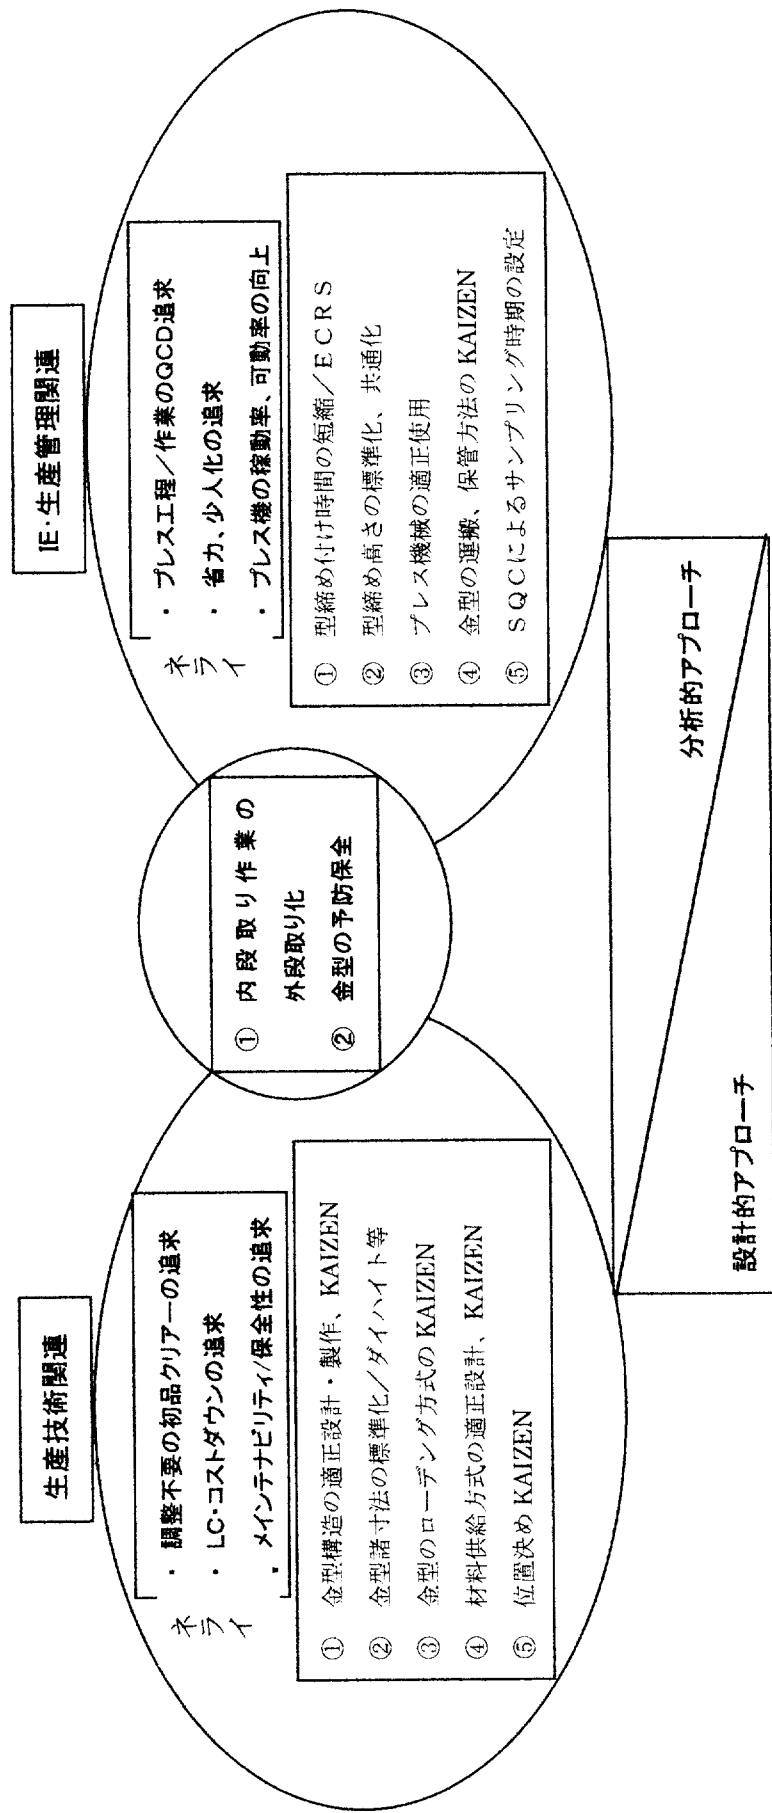 生産技術関連
ネライ
・ 調整不要の初品クリアーの追求
・ LC・コストダウンの追求
・ メインテナビリティ/保全性の追求
① 金型構造の適正設計・製作、KAIZEN
② 金型諸寸法の標準化/ダイハイト等
③ 金型のローデング方式のKAIZEN
④ 材料供給方式の適正設計、KAIZEN
⑤ 位置決めKAIZEN
① 内段取り作業の
外段取り化
② 金型の予防保全
IE・生産管理関連
ネライ
・ プレス工程/作業のQCD追求
・ 省力、少人化の追求
・ プレス機の稼動率、可動率の向上
① 型締め付け時間の短縮/ECRS
② 型締め高さの標準化、共通化
③ プレス機械の適正使用
④ 金型の運搬、保管方法のKAIZEN
⑤ SQCによるサンプリング時期の設定
設計的アプローチ
分析的アプローチ